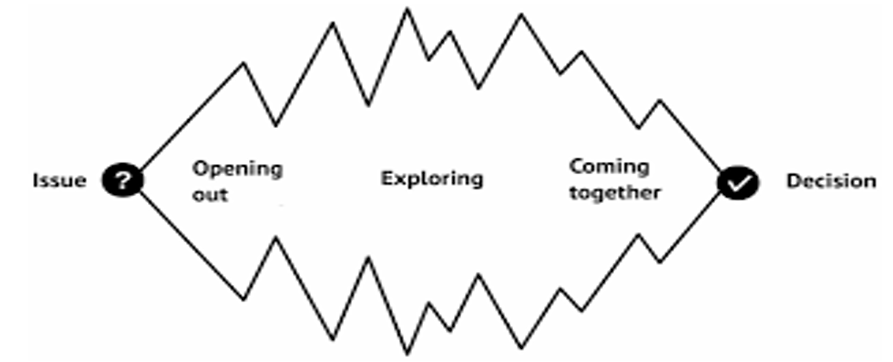 Issue
?
Opening
out
Exploring
Coming
together
Decision